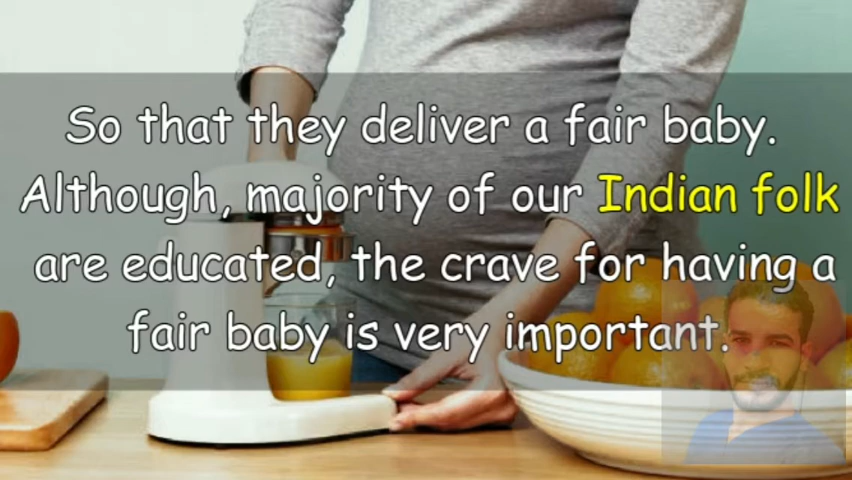 So that they deliver a fair baby.
Although, majority of our Indian folk
are educated, the crave for having a
fair baby is very important.